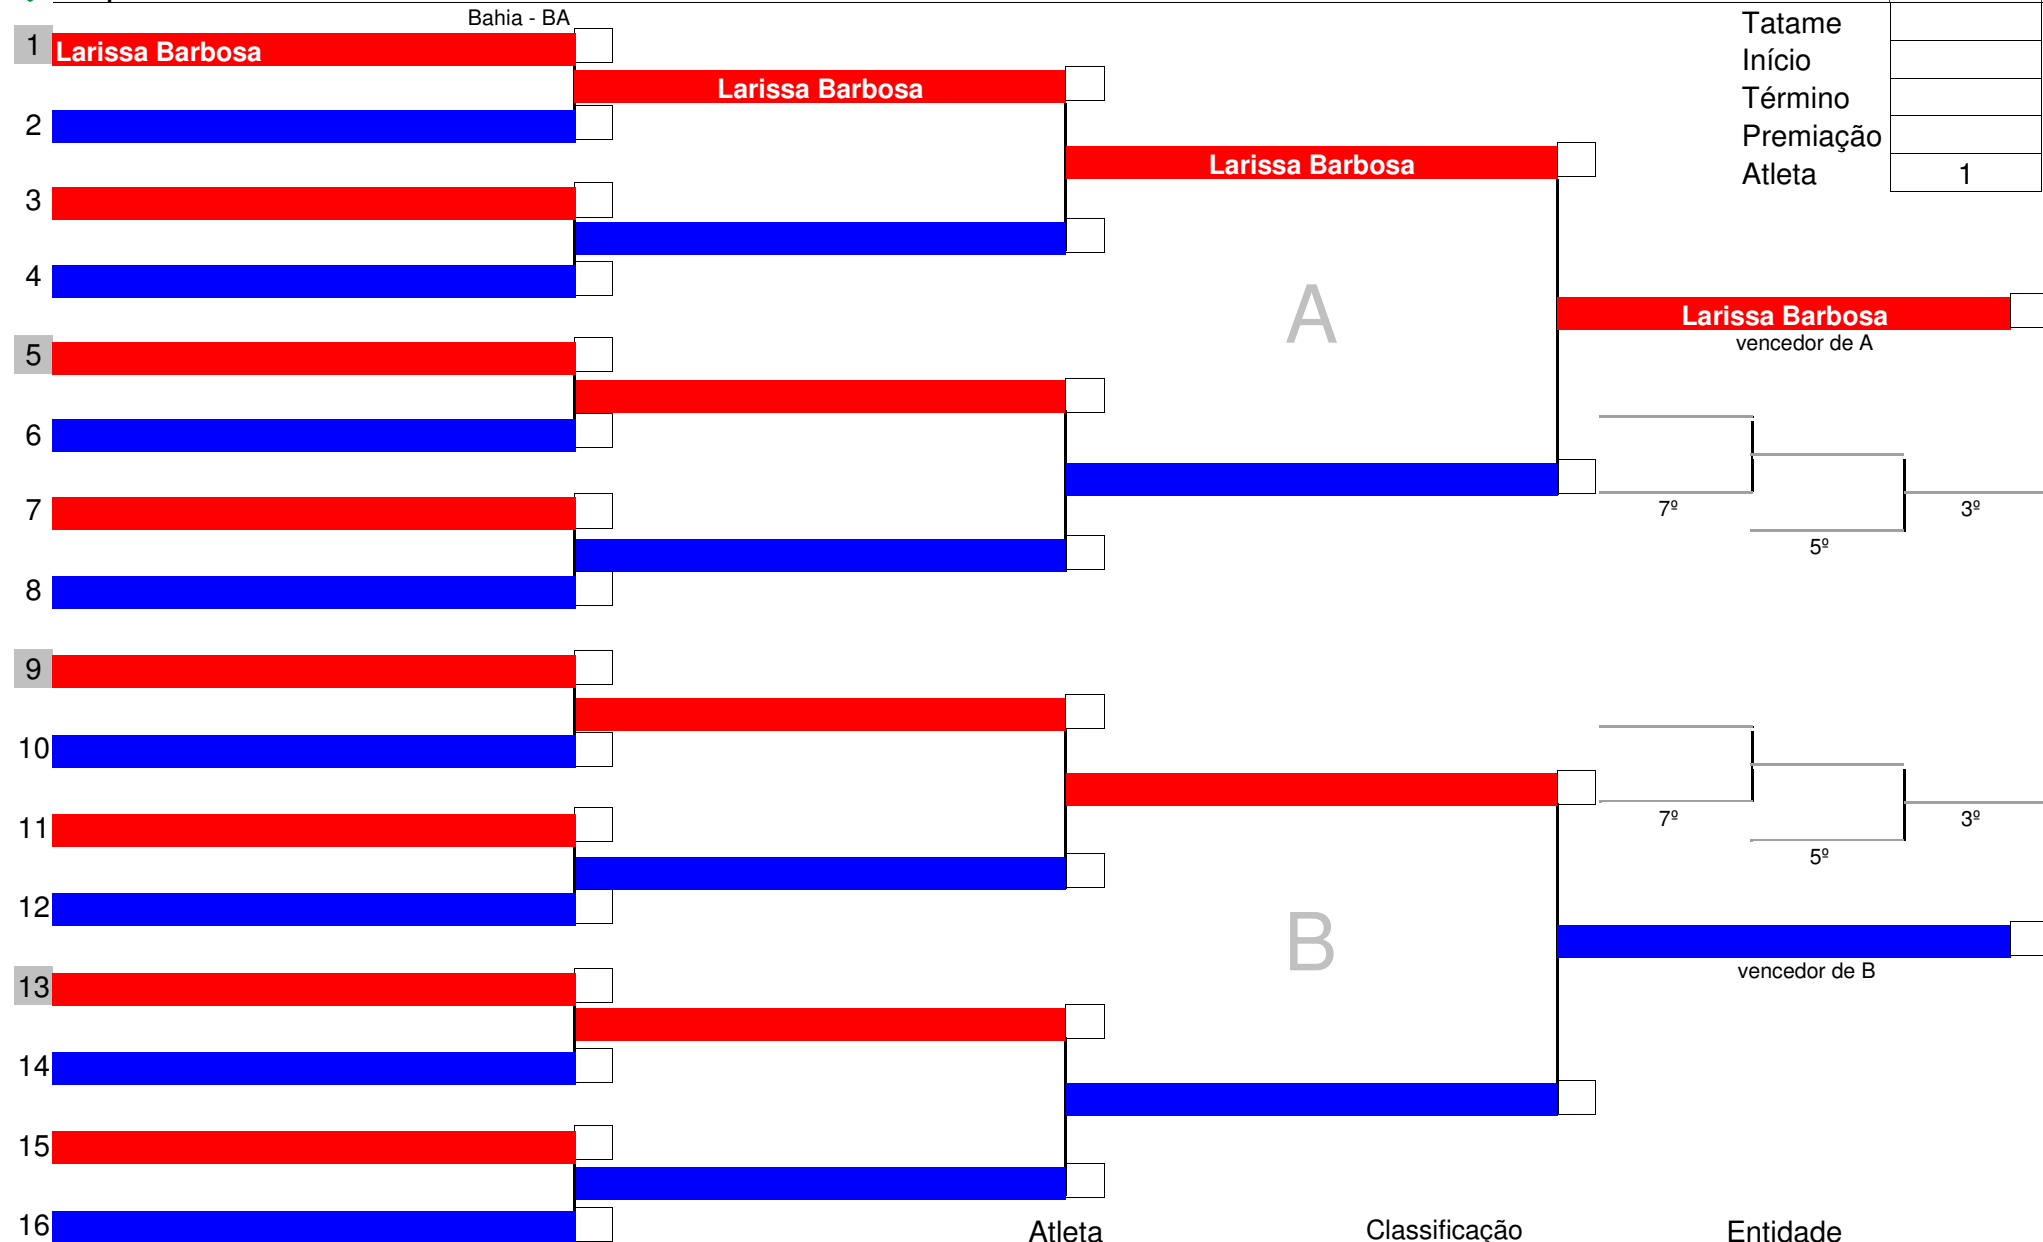 Bahia - BA
1 Larissa Barbosa
Larissa Barbosa
2
3
4
5
6
7
8
9
10
11
12
13
14
15
16
Larissa Barbosa
A
Larissa Barbosa
vencedor de A
7º
5º
3º
7º
5º
3º
B
vencedor de B
Tatame
Início
Término
Premiação
Atleta 1
Atleta Classificação Entidade